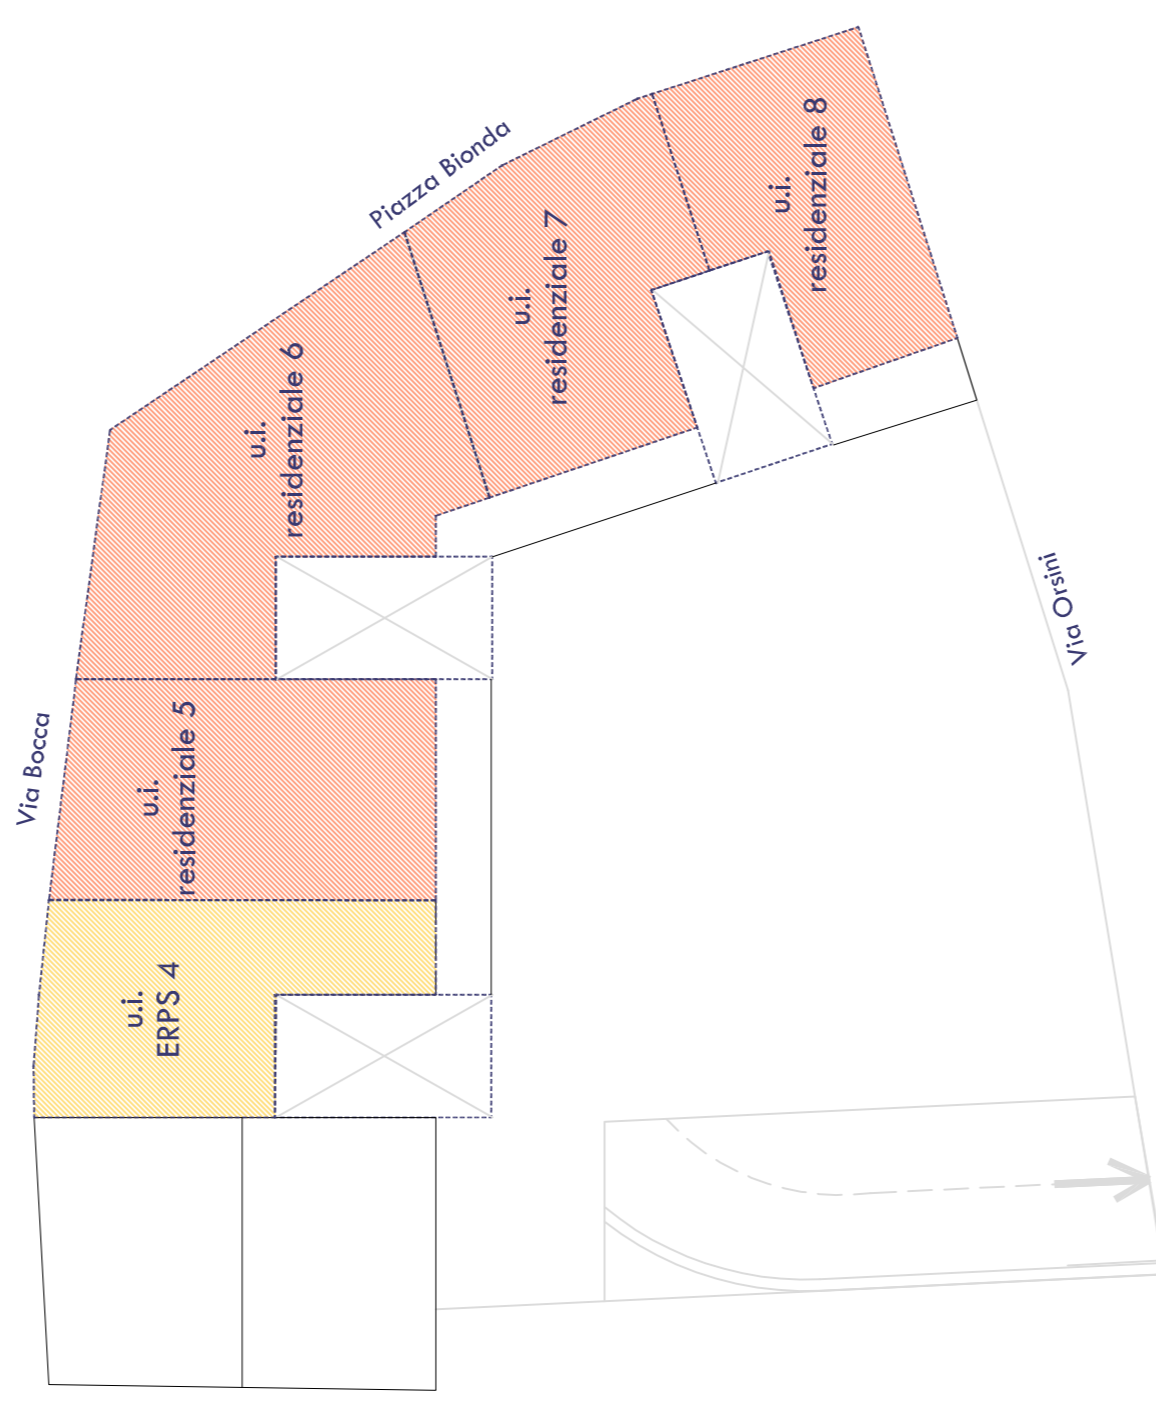 Piazza Bionda
u.i.
residenziale 8
u.i.
residenziale 7
u.i.
residenziale 6
Via Orsini
Via Bocca
u.i.
residenziale 5
u.i.
ERPS 4